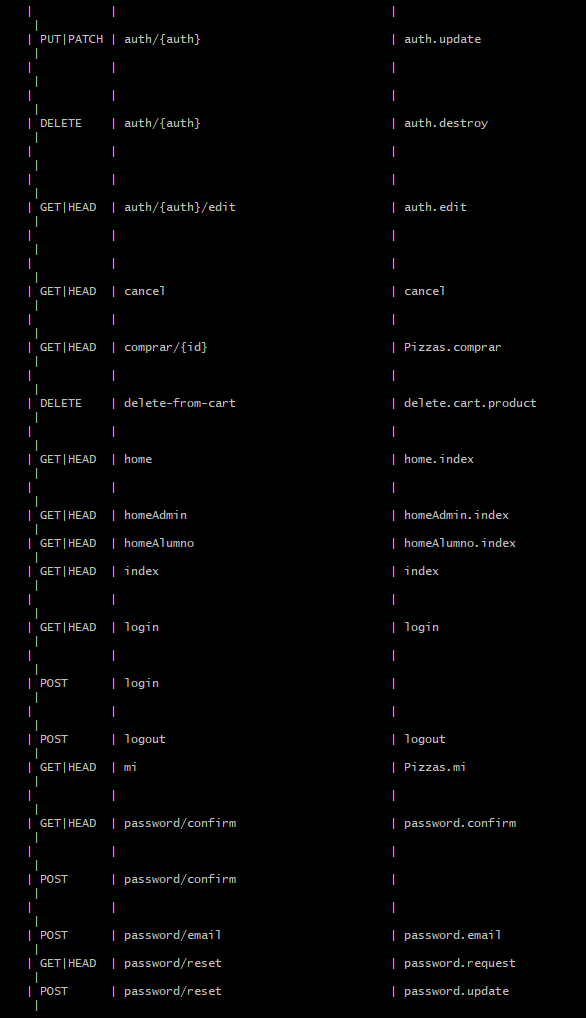 | PUT|PATCH | auth/{auth} | auth.update
| DELETE | auth/{auth} | auth.destroy
| GET|HEAD | auth/{auth}/edit | auth.edit
| GET|HEAD | cancel | cancel
| GET|HEAD | comprar/{id} | Pizzas.comprar
| DELETE | delete-from-cart | delete.cart.product
| GET|HEAD | home | home.index
| GET|HEAD | homeAdmin | homeAdmin.index
| GET|HEAD | homeAlumno | homeAlumno.index
| GET|HEAD | index | index
| GET|HEAD | login | login
| POST | login |
| POST | logout | logout
| GET|HEAD | mi | Pizzas.mi
| GET|HEAD | password/confirm | password.confirm
| POST | password/confirm |
| POST | password/email | password.email
| GET|HEAD | password/reset | password.request
| POST | password/reset | password.update